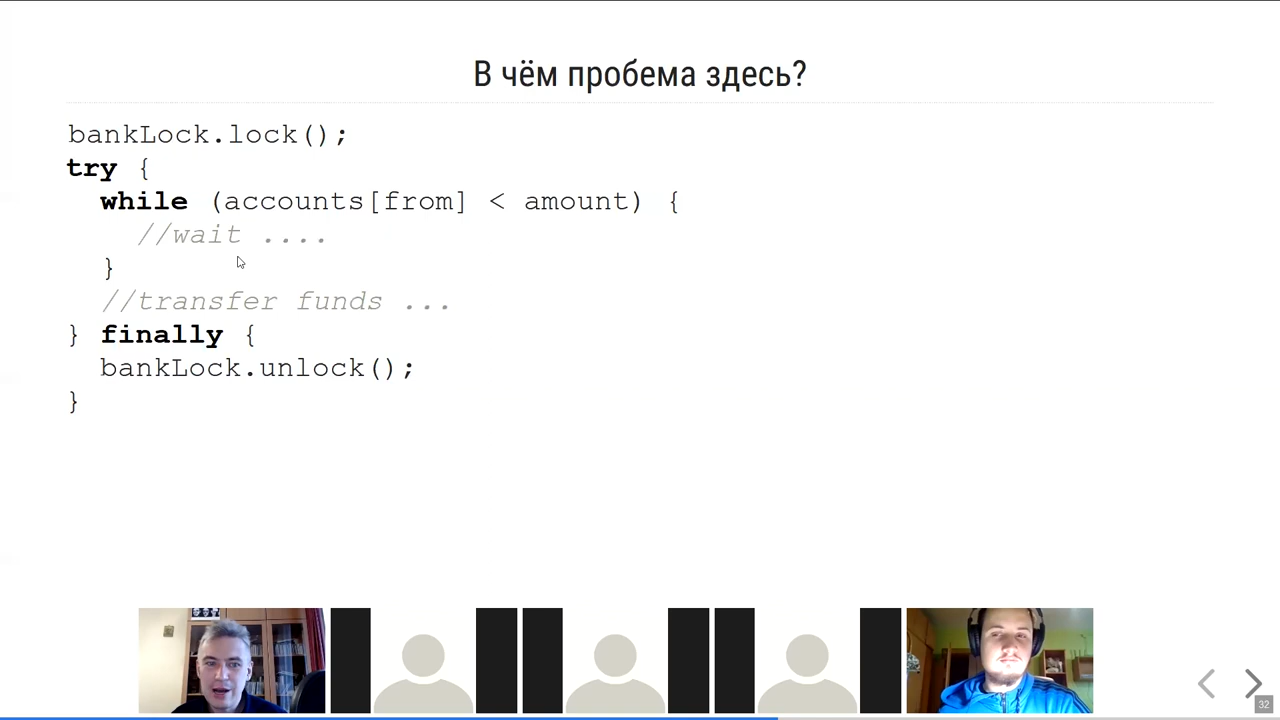 В чём пробема здесь?
bankLock.lock();
try {
while (accounts[from] < amount) {
//wait ....
}
//transfer funds ...
} finally {
bankLock.unlock();
}
32